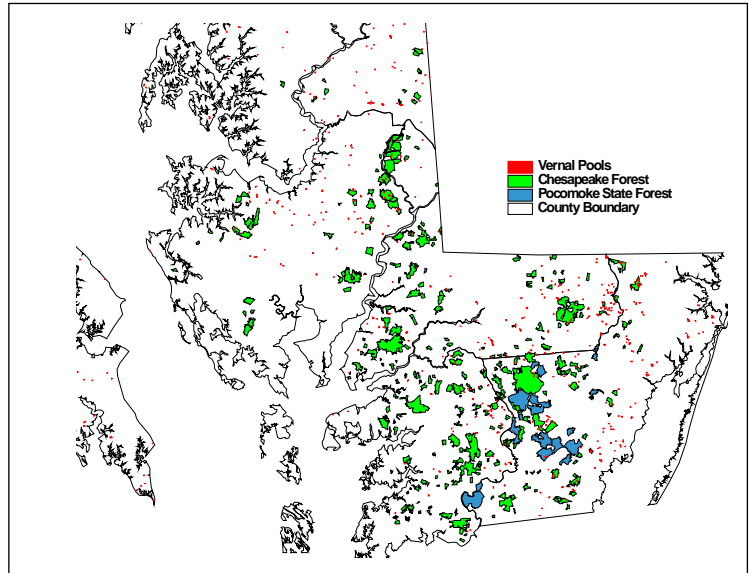 Vernal Pools
Chesapeake Forest
Pocomoke State Forest
County Boundary